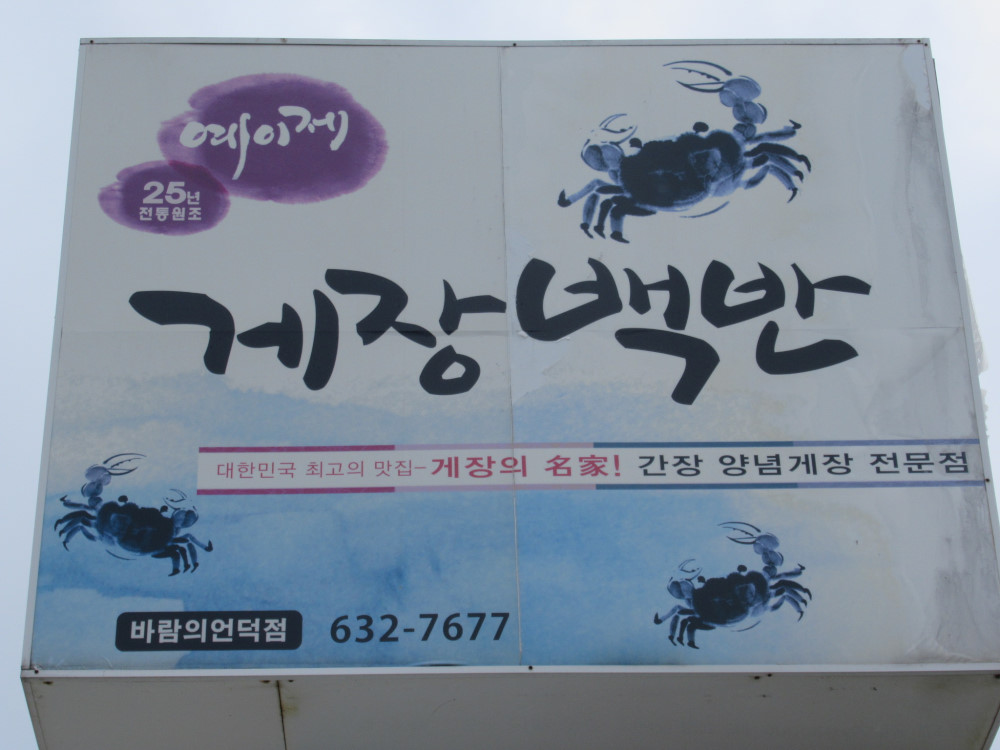 예이제
25년
전통원조
게장백반
대한민국 최고의 맛집-게장의 名家! 간장 양념게장 전문점
바람의언덕점 632-7677